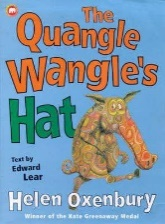 The
Quangle
Wangle's
Hat
Text by
Edward
Lear
Helen Oxenbury
Winner of the Kate Greenaway Medal